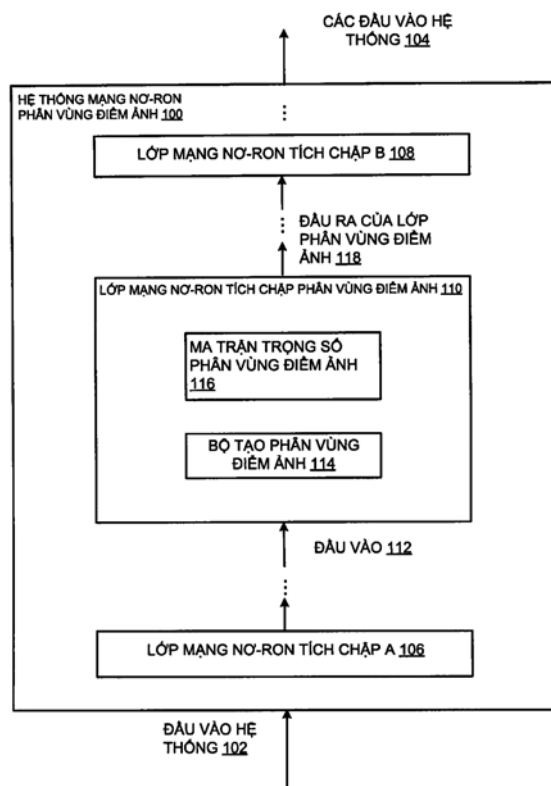 CÁC ĐẦU VÀO HỆ
THỐNG 104
HỆ THỐNG MẠNG NƠ-RON
PHÂN VÙNG ĐIỂM ẢNH 100
LỚP MẠNG NƠ-RON TÍCH CHẬP B 108
ĐẦU RA CỦA LỚP
PHÂN VÙNG ĐIỂM
ẢNH 118
LỚP MẠNG NƠ-RON TÍCH CHẬP PHÂN VÙNG ĐIỂM ẢNH 110
MA TRẬN TRỌNG SỐ
PHÂN VÙNG ĐIỂM ẢNH
116
BỘ TẠO PHÂN VÙNG
ĐIỂM ẢNH 114
ĐẦU VÀO 112
LỚP MẠNG NƠ-RON TÍCH CHẬP A 106
ĐẦU VÀO HỆ
THỐNG 102